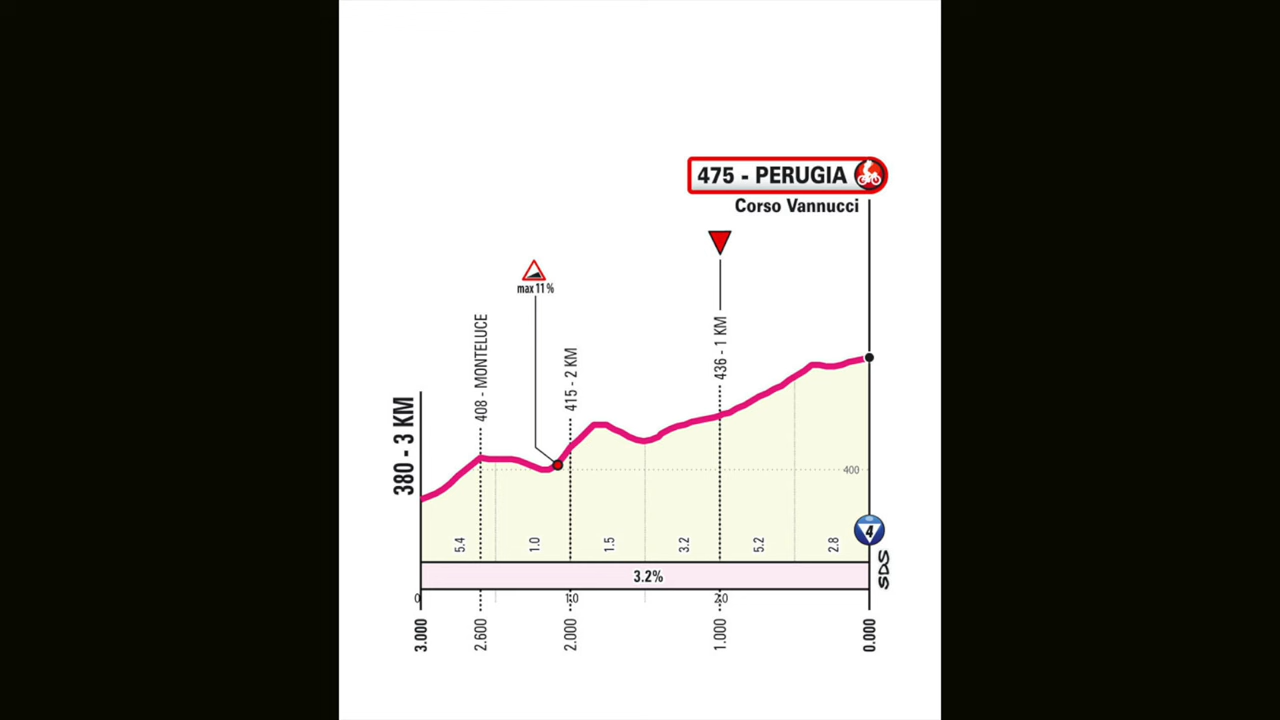 475 - PERUGIA
Corso Vannucci
max 11%
380 - 3 KM
408 - MONTELUCE
415 - 2 KM
436 - 1 KM
400
4
5.4
1.0
1.5
3.2
5.2
2.8
3.2%
SDS
0
1.0
2.0
3.000
2.600
2.000
1.000
0.000